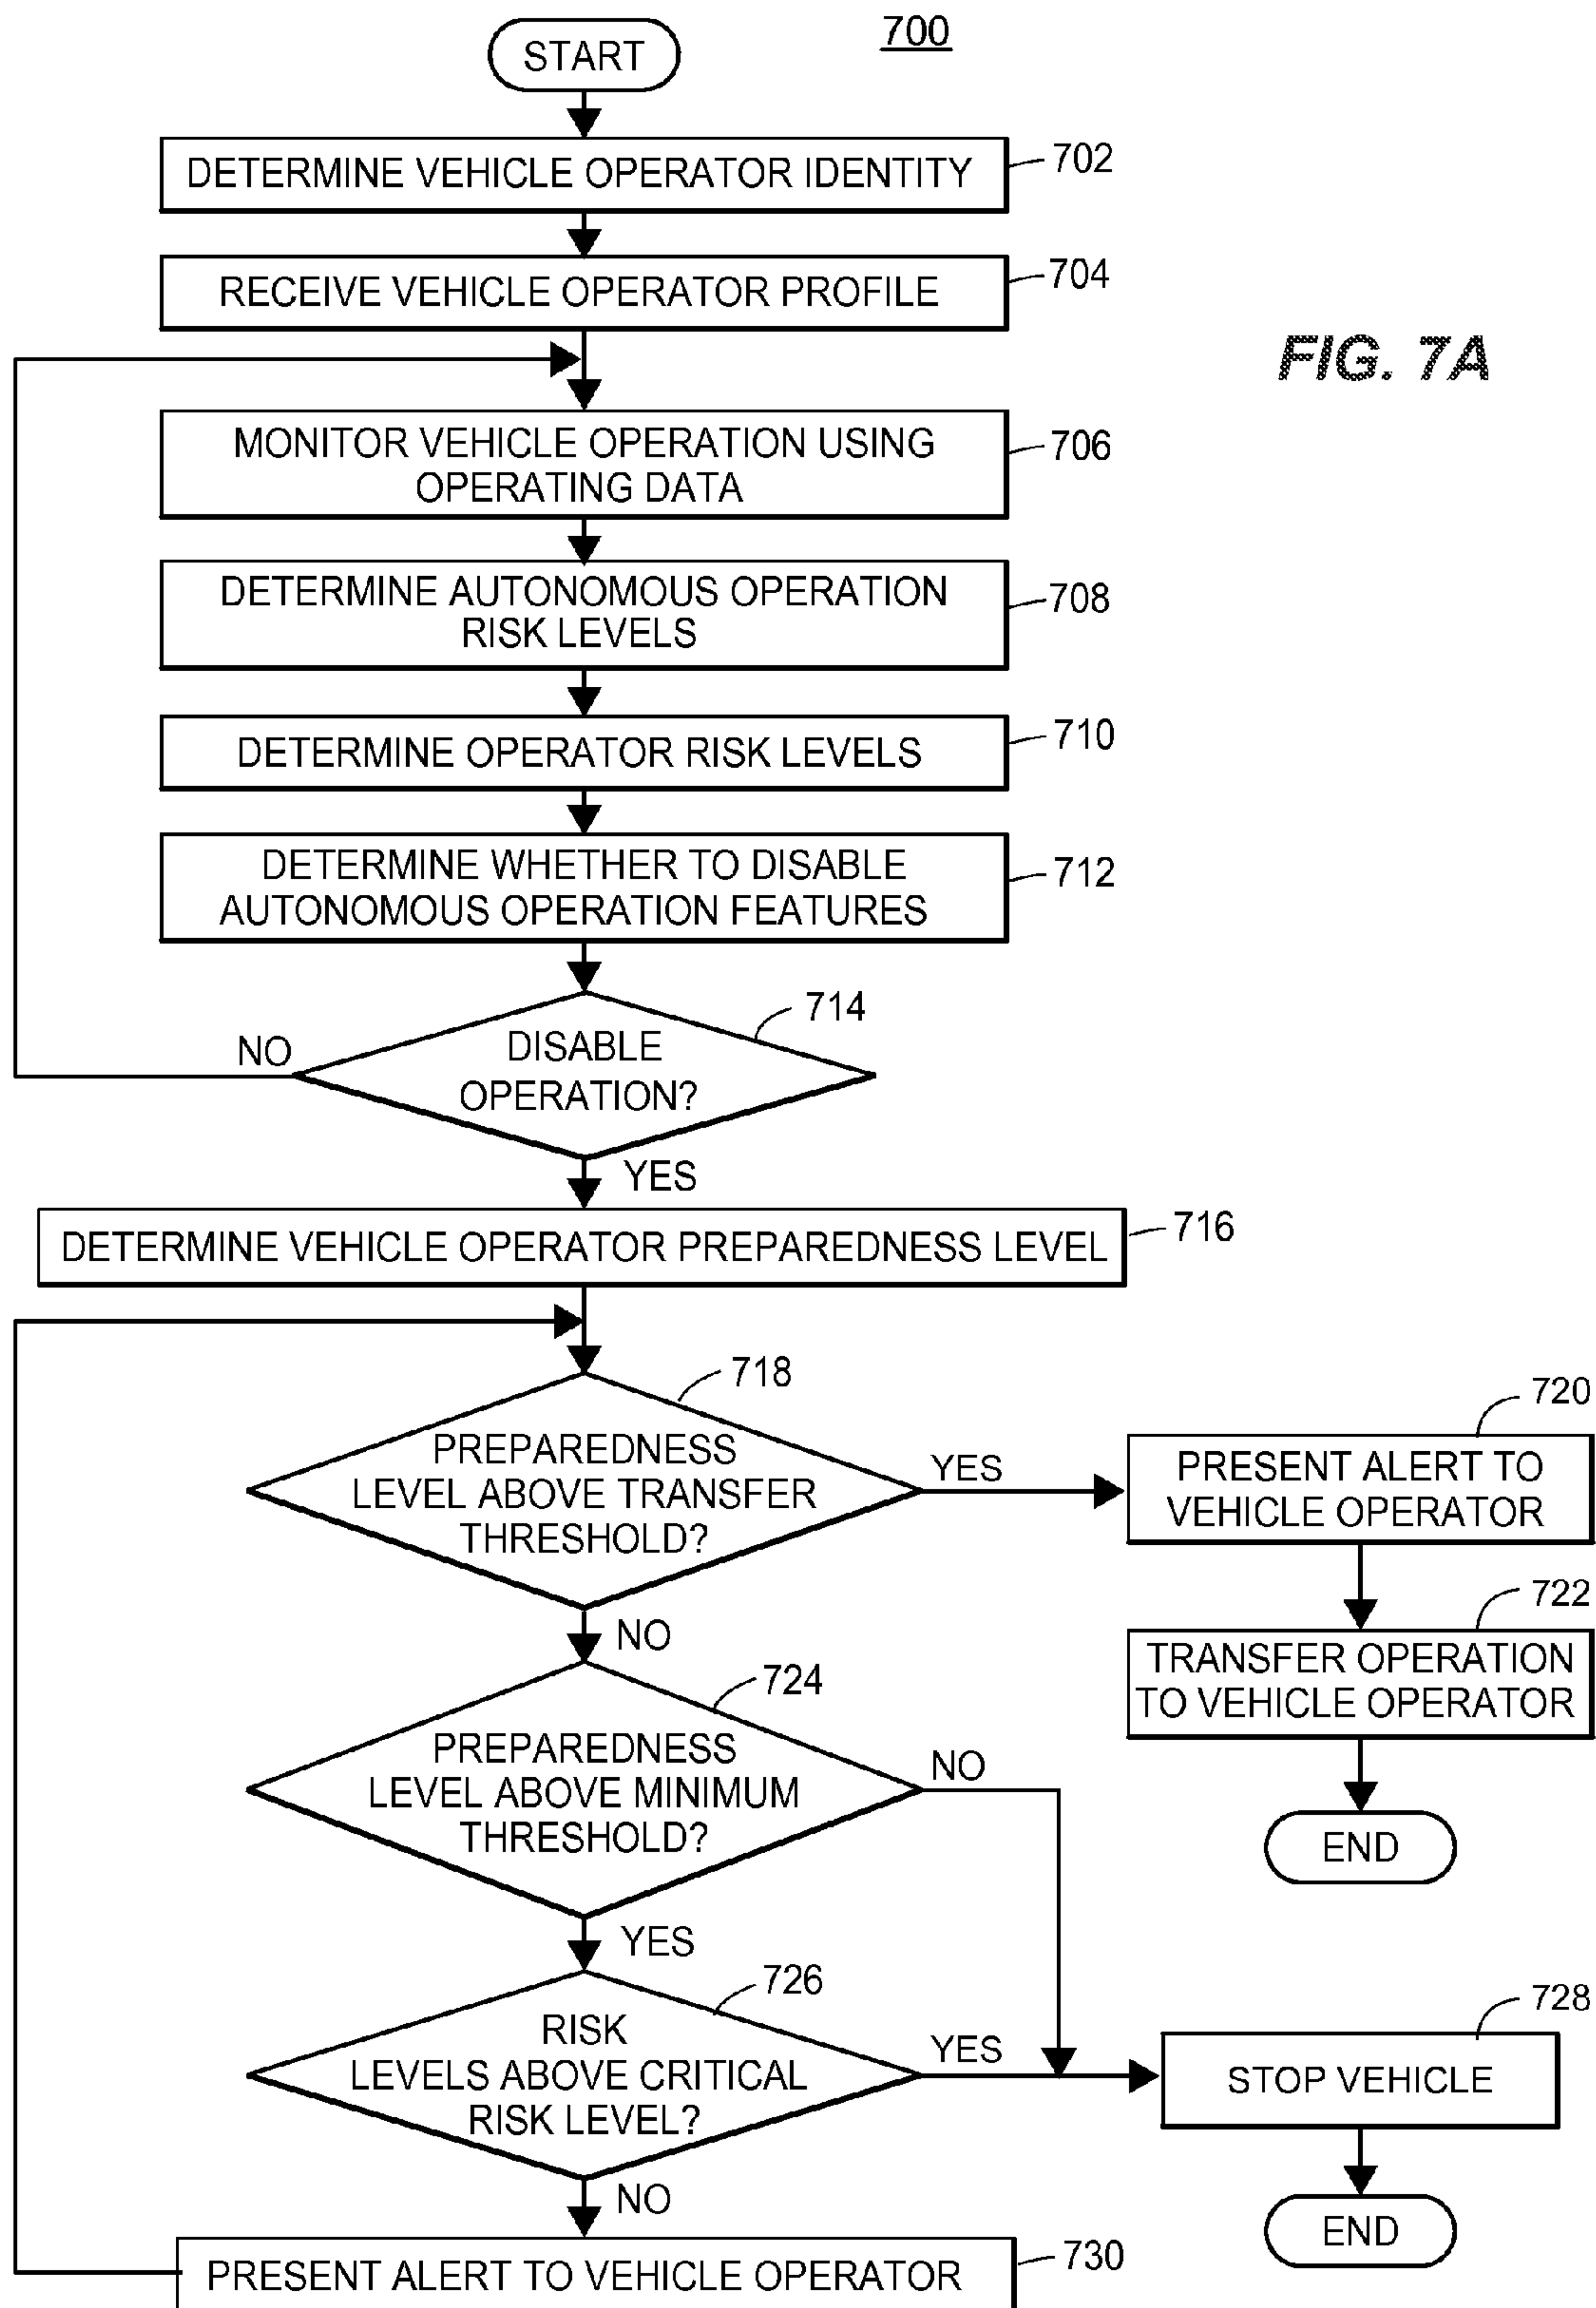 700
START
DETERMINE VEHICLE OPERATOR IDENTITY
702
RECEIVE VEHICLE OPERATOR PROFILE
704
FIG. 7A
MONITOR VEHICLE OPERATION USING
OPERATING DATA
706
DETERMINE AUTONOMOUS OPERATION
RISK LEVELS
708
DETERMINE OPERATOR RISK LEVELS
710
DETERMINE WHETHER TO DISABLE
AUTONOMOUS OPERATION FEATURES
712
714
DISABLE
OPERATION?
NO
YES
DETERMINE VEHICLE OPERATOR PREPAREDNESS LEVEL
716
718
PREPAREDNESS
LEVEL ABOVE TRANSFER
THRESHOLD?
YES
720
PRESENT ALERT TO
VEHICLE OPERATOR
722
TRANSFER OPERATION
TO VEHICLE OPERATOR
END
NO
724
PREPAREDNESS
LEVEL ABOVE MINIMUM
THRESHOLD?
NO
YES
726
RISK
LEVELS ABOVE CRITICAL
RISK LEVEL?
YES
728
STOP VEHICLE
END
NO
PRESENT ALERT TO VEHICLE OPERATOR
730